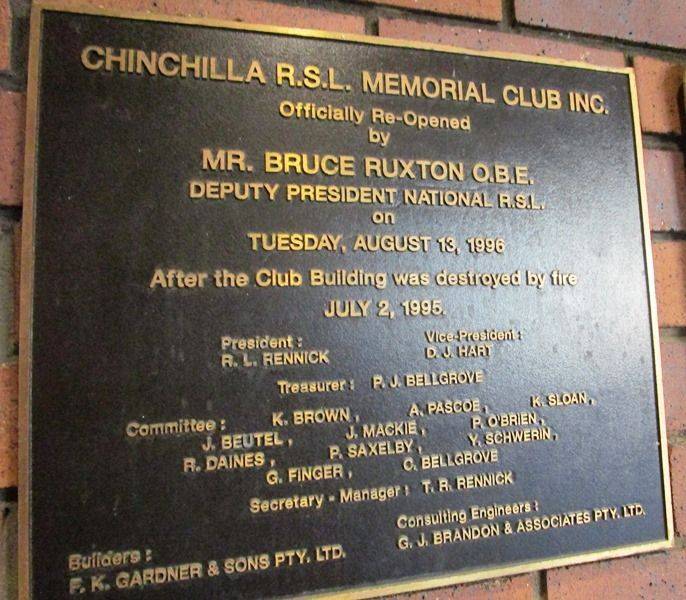 CHINCHILLA R.S.L. MEMORIAL CLUB INC.
Officially Re-Opened
by
MR. BRUCE RUXTON O.B.E.
DEPUTY PRESIDENT NATIONAL R.S.L.
on
TUESDAY, AUGUST 13, 1996
After the Club Building was destroyed by fire
JULY 2, 1995.
President : Vice-President :
R. L. RENNICK D. J. HART
Treasurer : P. J. BELLGROVE
Committee : K. BROWN , A. PASCOE , K. SLOAN ,
J. BEUTEL , J. MACKIE , P. O'BRIEN ,
R. DAINES , P. SAXELBY , Y. SCHWERIN ,
G. FINGER , C. BELLGROVE
Secretary - Manager : T. R. RENNICK
Builders : Consulting Engineers :
F. K. GARDNER & SONS PTY. LTD. G. J. BRANDON & ASSOCIATES PTY. LTD.